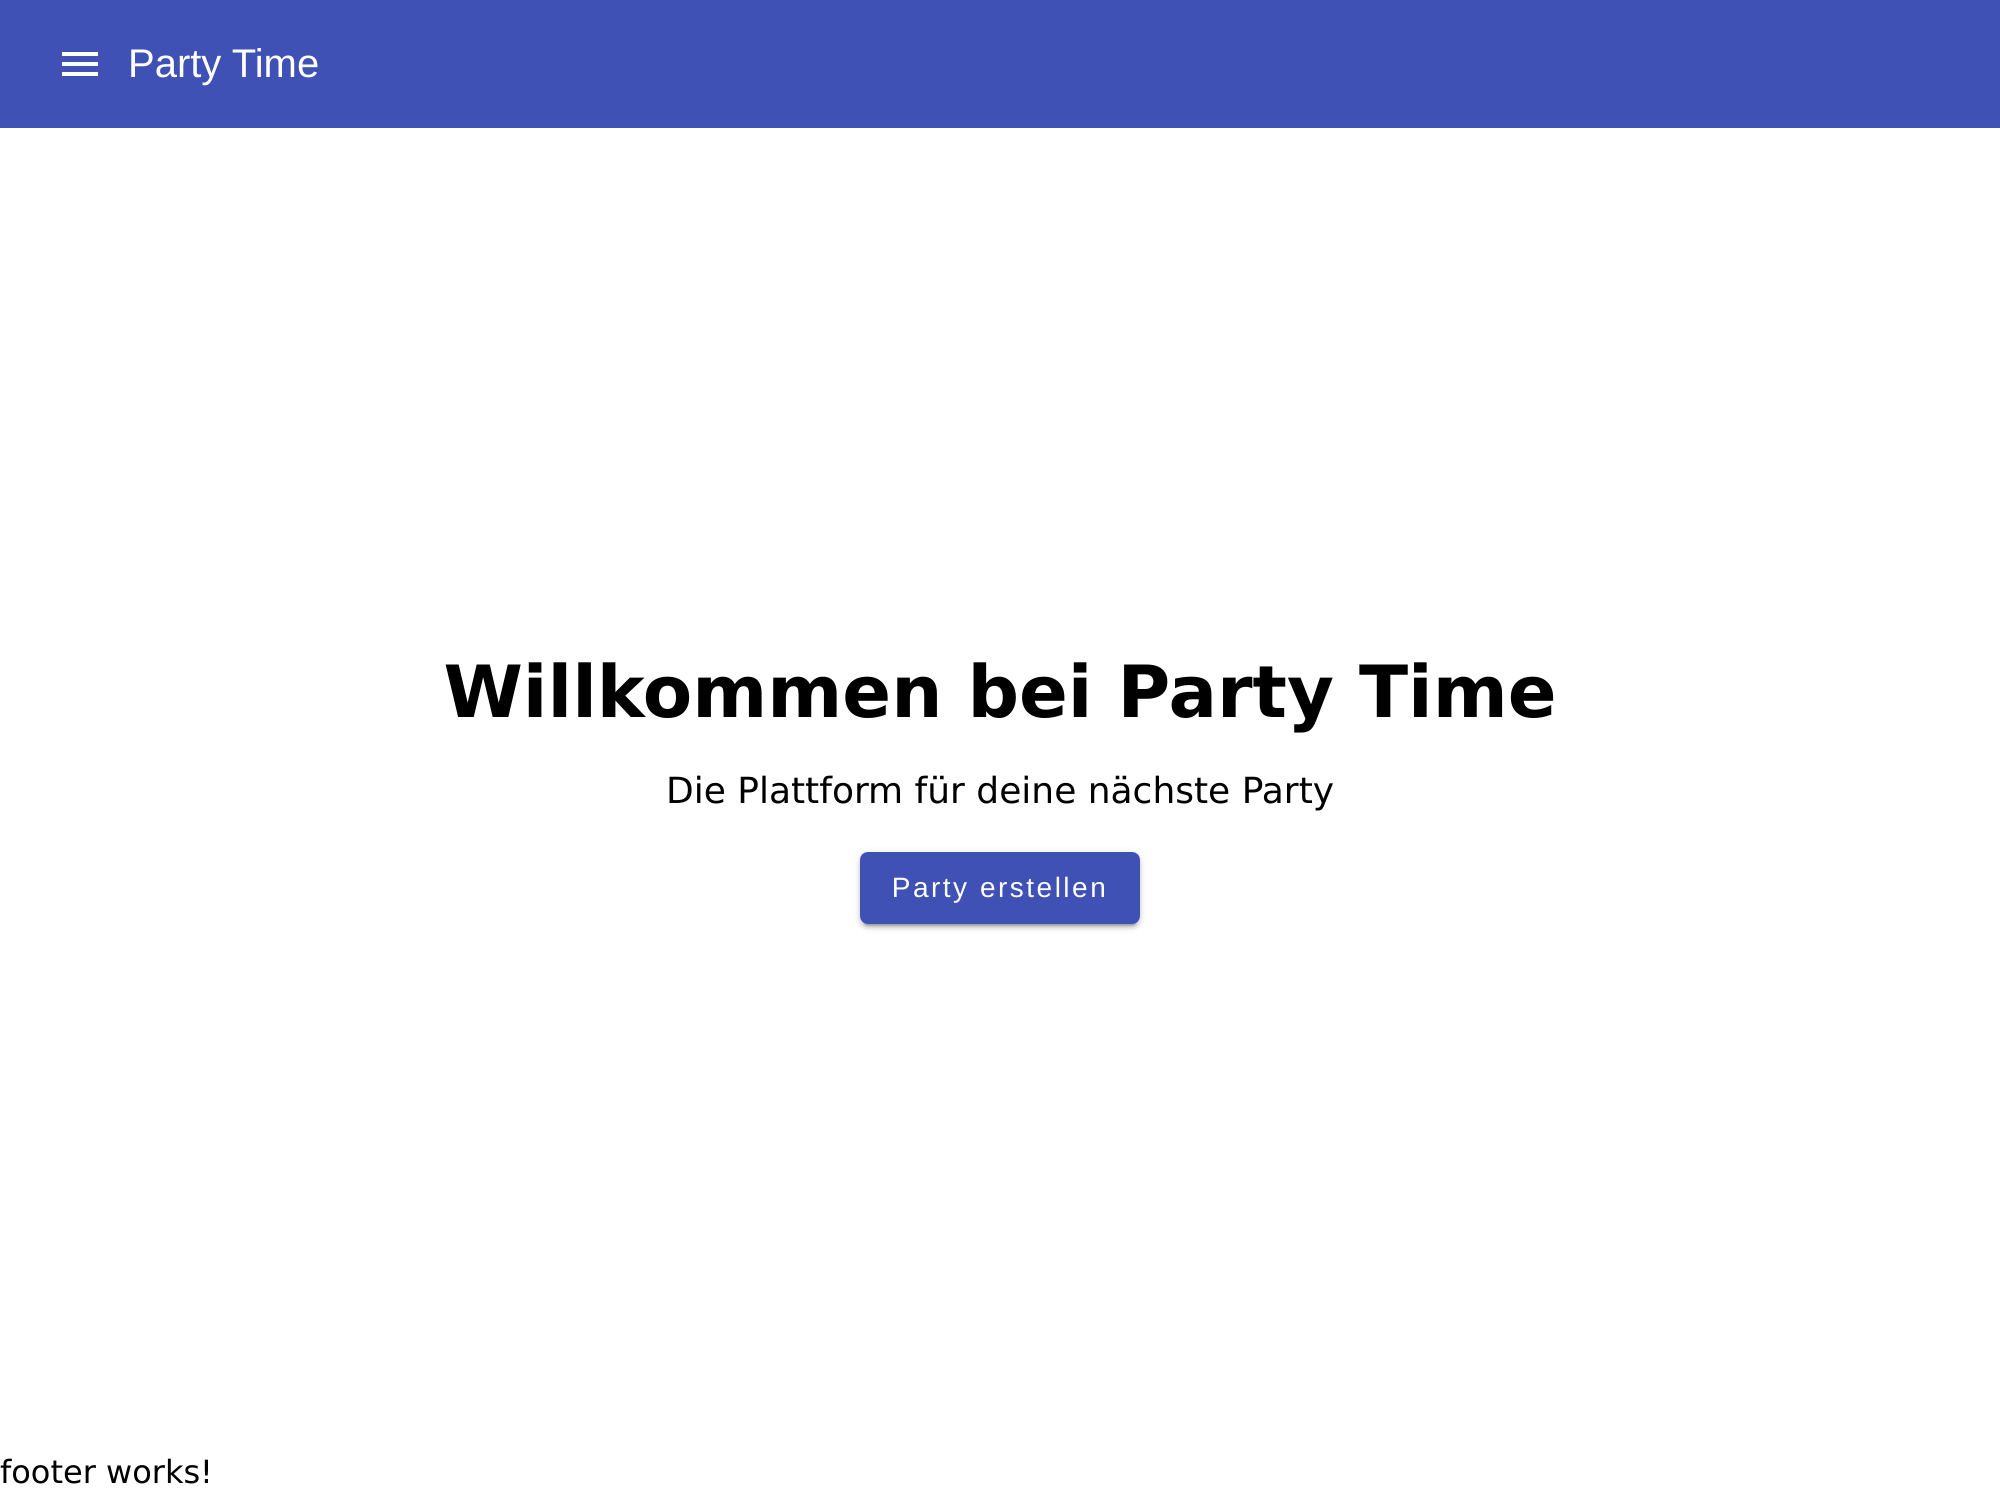 Party Time
Willkommen bei Party Time
Die Plattform für deine nächste Party
Party erstellen
footer works!